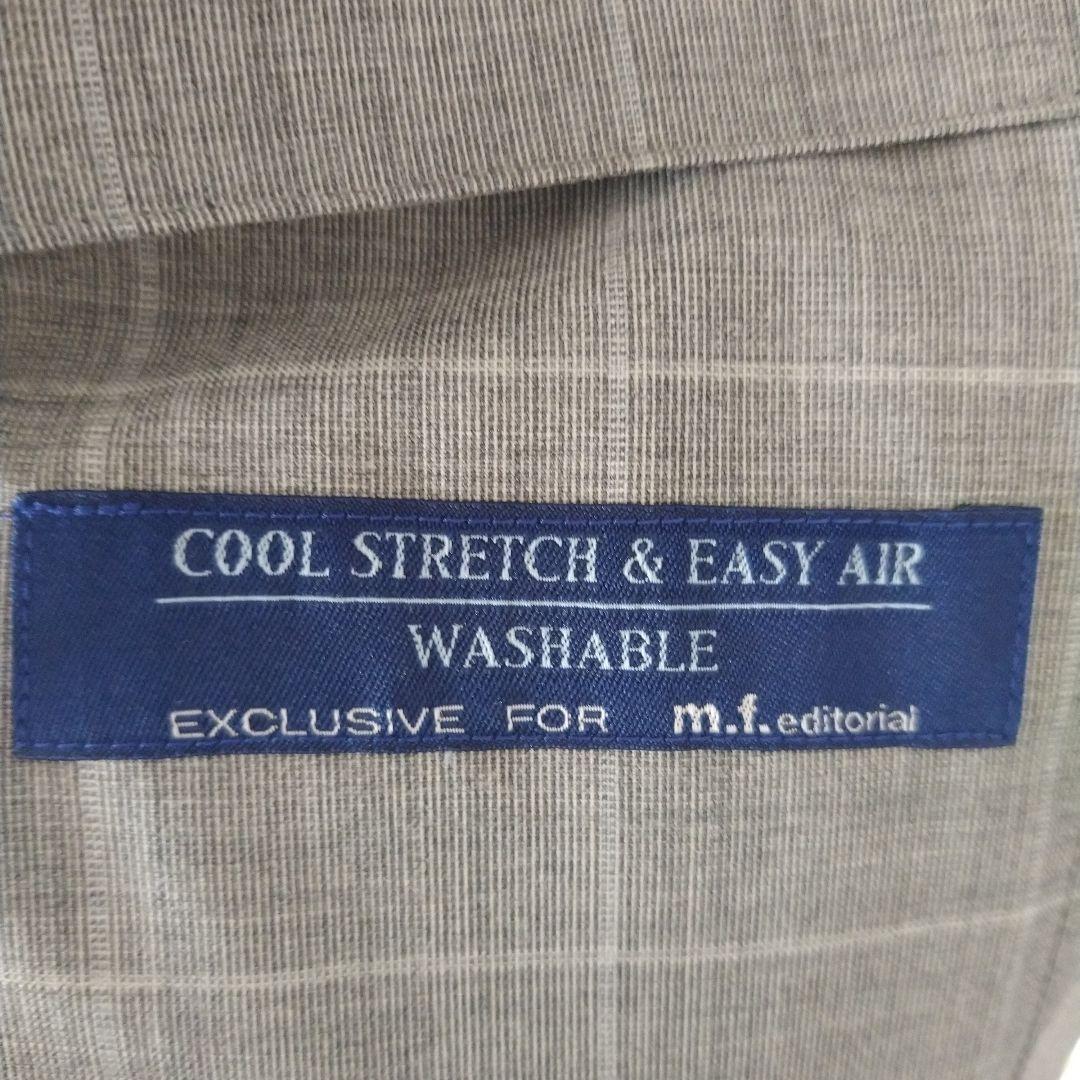 COOL STRETCH & EASY AIR
WASHABLE
EXCLUSIVE FOR m.f.editorial